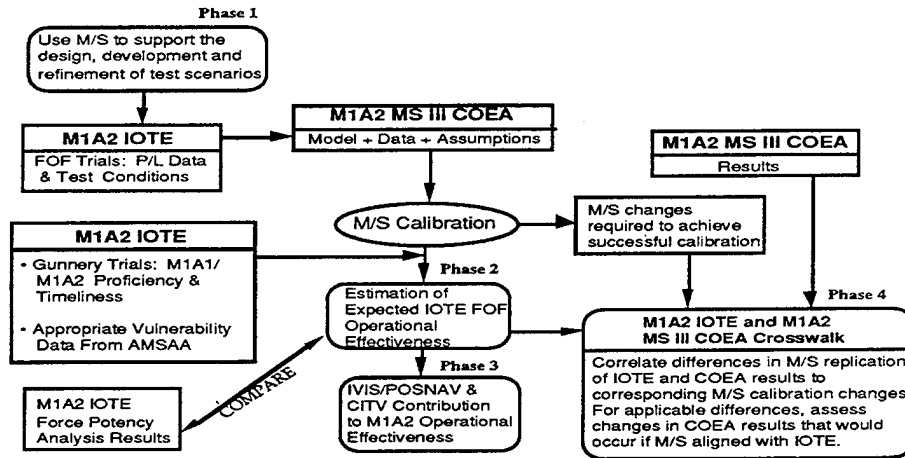 Phase 1
Use M/S to support the
design, development and
refinement of test scenarios
M1A2 IOTE
FOF Trials: P/L Data
& Test Conditions
M1A2 MS III COEA
Model + Data + Assumptions
M1A2 MS III COEA
Results
M/S Calibration
M/S changes
required to achieve
successful calibration
M1A2 IOTE
• Gunnery Trials: M1A1/
M1A2 Proficiency &
Timeliness
• Appropriate Vulnerability
Data From AMSAA
Phase 2
Estimation of
Expected IOTE FOF
Operational
Effectiveness
Phase 4
M1A2 IOTE and M1A2
MS III COEA Crosswalk
Correlate differences in M/S replication
of IOTE and COEA results to
corresponding M/S calibration changes.
For applicable differences, assess
changes in COEA results that would
occur if M/S aligned with IOTE.
Phase 3
IVIS/POSNAV &
CITV Contribution
to M1A2 Operational
Effectiveness
COMPARE
M1A2 IOTE
Force Potency
Analysis Results